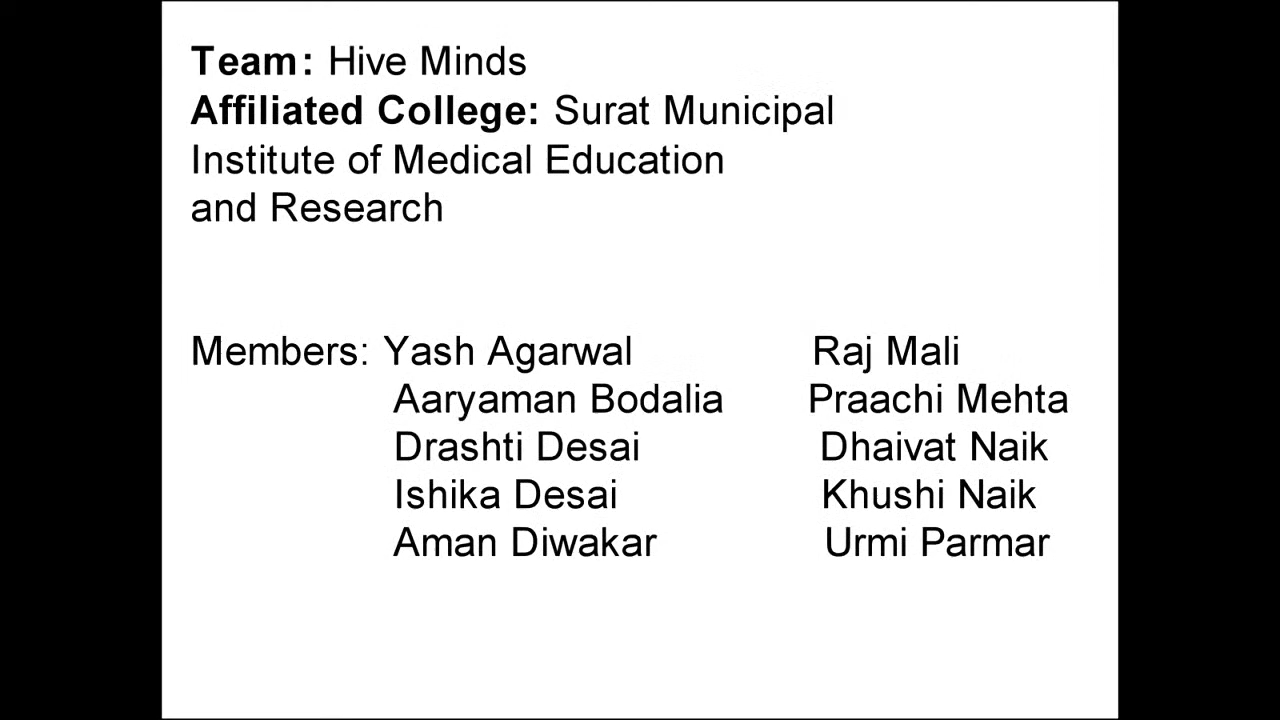 Team: Hive Minds
Affiliated College: Surat Municipal
Institute of Medical Education
and Research
Members: Yash Agarwal Raj Mali
Aaryaman Bodalia Praachi Mehta
Drashti Desai Dhaivat Naik
Ishika Desai Khushi Naik
Aman Diwakar Urmi Parmar